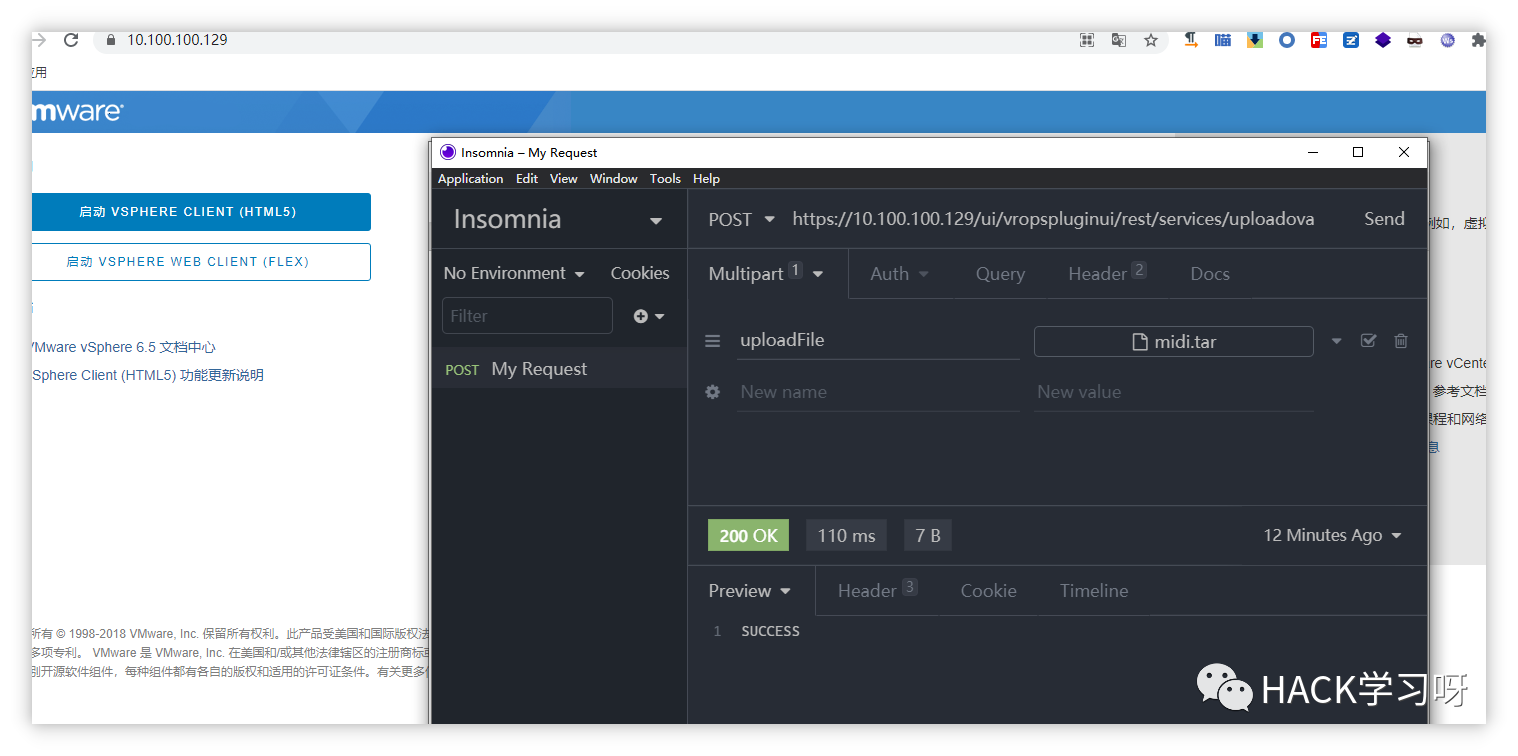 10.100.100.129
应用
mware
启动 VSPHERE CLIENT (HTML5)
启动 VSPHERE WEB CLIENT (FLEX)
VMware vSphere 6.5 文档中心
Sphere Client (HTML5) 功能更新说明
所有 © 1998-2018 VMware, Inc. 保留所有权利。此产品受美国和国际版权法
多项专利。 VMware 是 VMware, Inc. 在美国和/或其他法律辖区的注册商标或
别开源软件组件，每种组件都有各自的版权和适用的许可证条件。有关更多
Insomnia – My Request
Application Edit View Window Tools Help
Insomnia
POST https://10.100.100.129/ui/vropspluginui/rest/services/uploadova Send
No Environment Cookies
Multipart 1 Auth Query Header 2 Docs
Filter
uploadFile midi.tar
New name New value
POST My Request
200 OK 110 ms 7 B 12 Minutes Ago
Preview Header 3 Cookie Timeline
1 SUCCESS
例如，虚拟
re vCente
参考文档
课程和网络
息
HACK学习呀